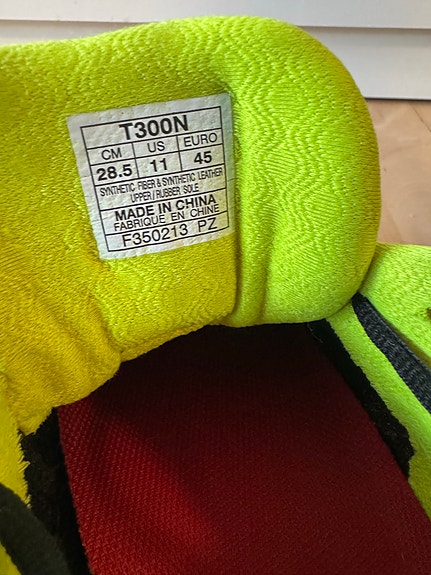 T300N
CM US EURO
28.5 11 45
SYNTHETIC FIBER & SYNTHETIC LEATHER
UPPER / RUBBER SOLE
MADE IN CHINA
FABRIQUE EN CHINE
F350213 PZ